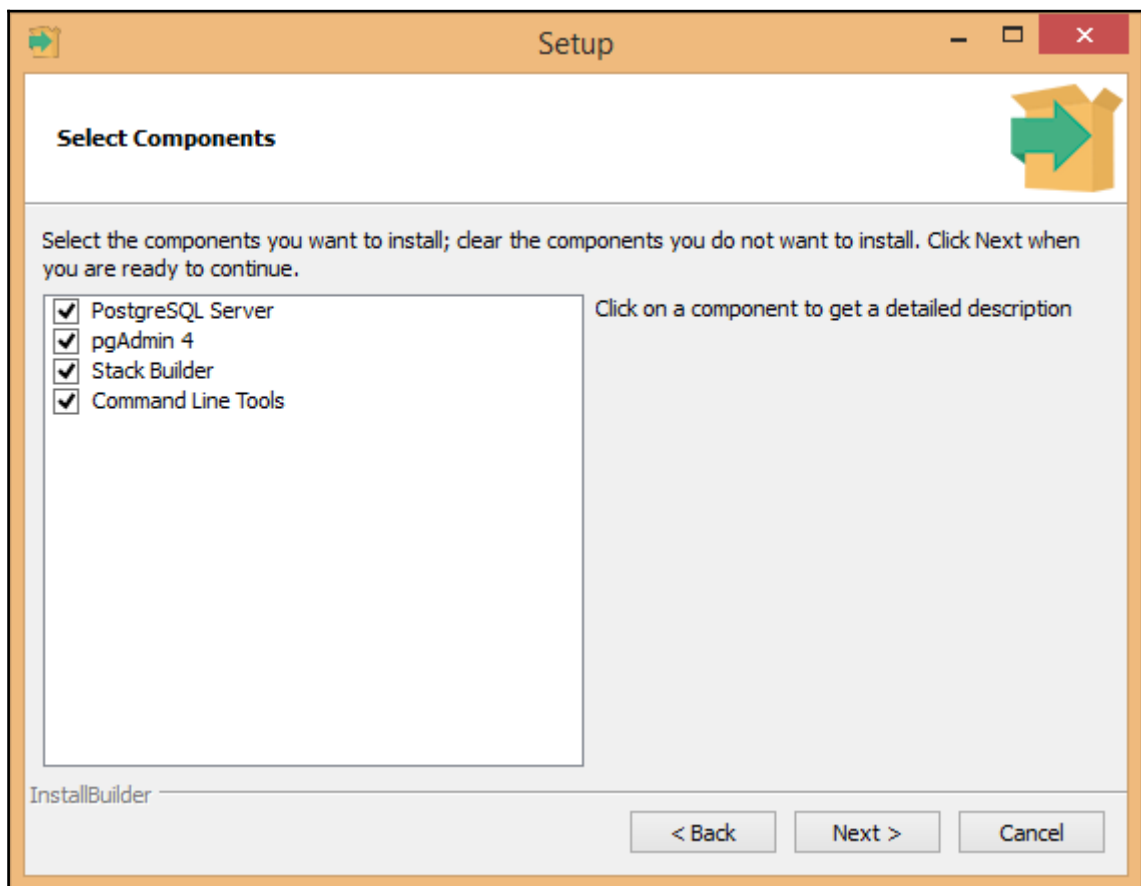 Setup
Select Components
Select the components you want to install; clear the components you do not want to install. Click Next when
you are ready to continue.
PostgreSQL Server
pgAdmin 4
Stack Builder
Command Line Tools
Click on a component to get a detailed description
InstallBuilder
< Back
Next >
Cancel